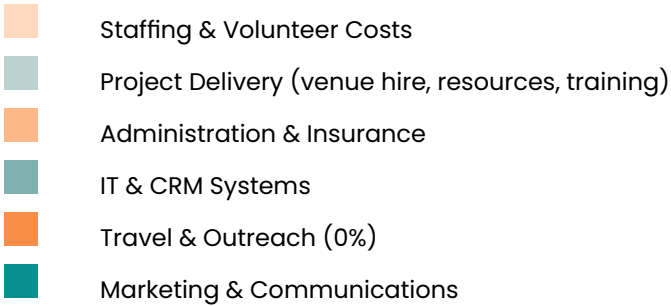 Staffing & Volunteer Costs
Project Delivery (venue hire, resources, training)
Administration & Insurance
IT & CRM Systems
Travel & Outreach (0%)
Marketing & Communications